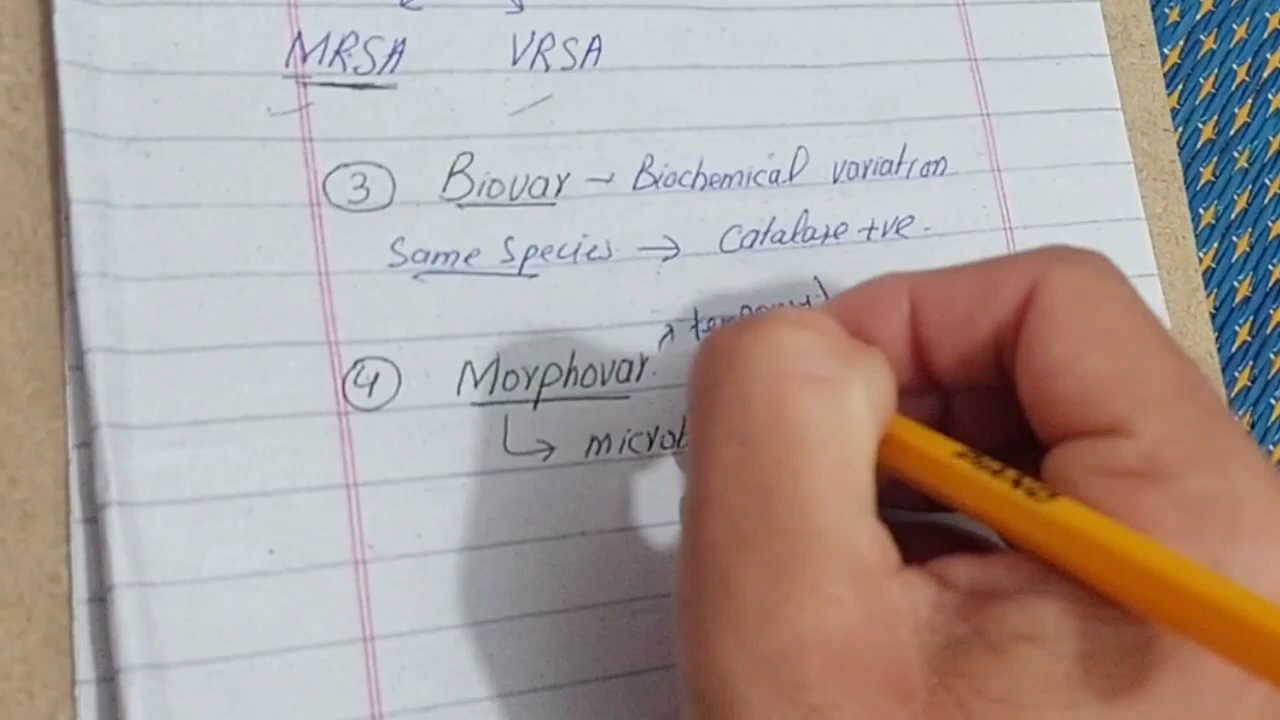 MRSA VRSA
③ Biovar → Biochemical variation
Same Species → Catalase +ve.
④ Morphovar.
↳